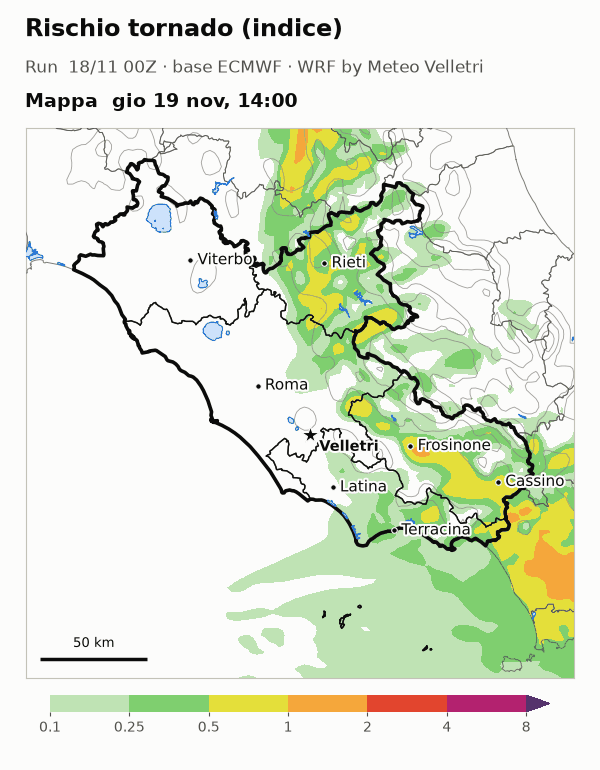 Rischio tornado (indice)
Run  18/11 00Z · base ECMWF · WRF by Meteo Velletri
Mappa  gio 19 nov, 14:00
Viterbo
Rieti
Roma
Velletri
Frosinone
Cassino
Latina
Terracina
50 km
0.1 0.25 0.5 1 2 4 8